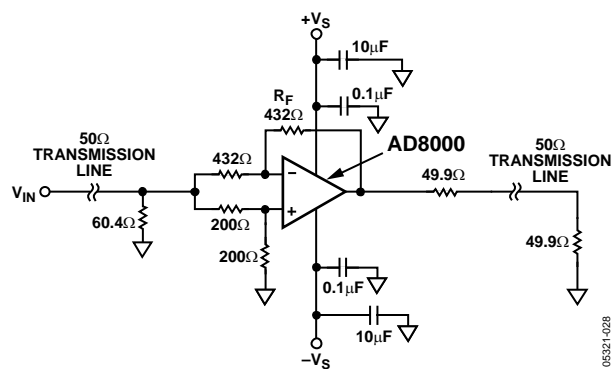 +VS
10µF
0.1µF
RF
432Ω
AD8000
50Ω
TRANSMISSION
LINE
50Ω
TRANSMISSION
LINE
432Ω
49.9Ω
VIN
–
+
60.4Ω
200Ω
200Ω
49.9Ω
0.1µF
10µF
–VS
05321-028